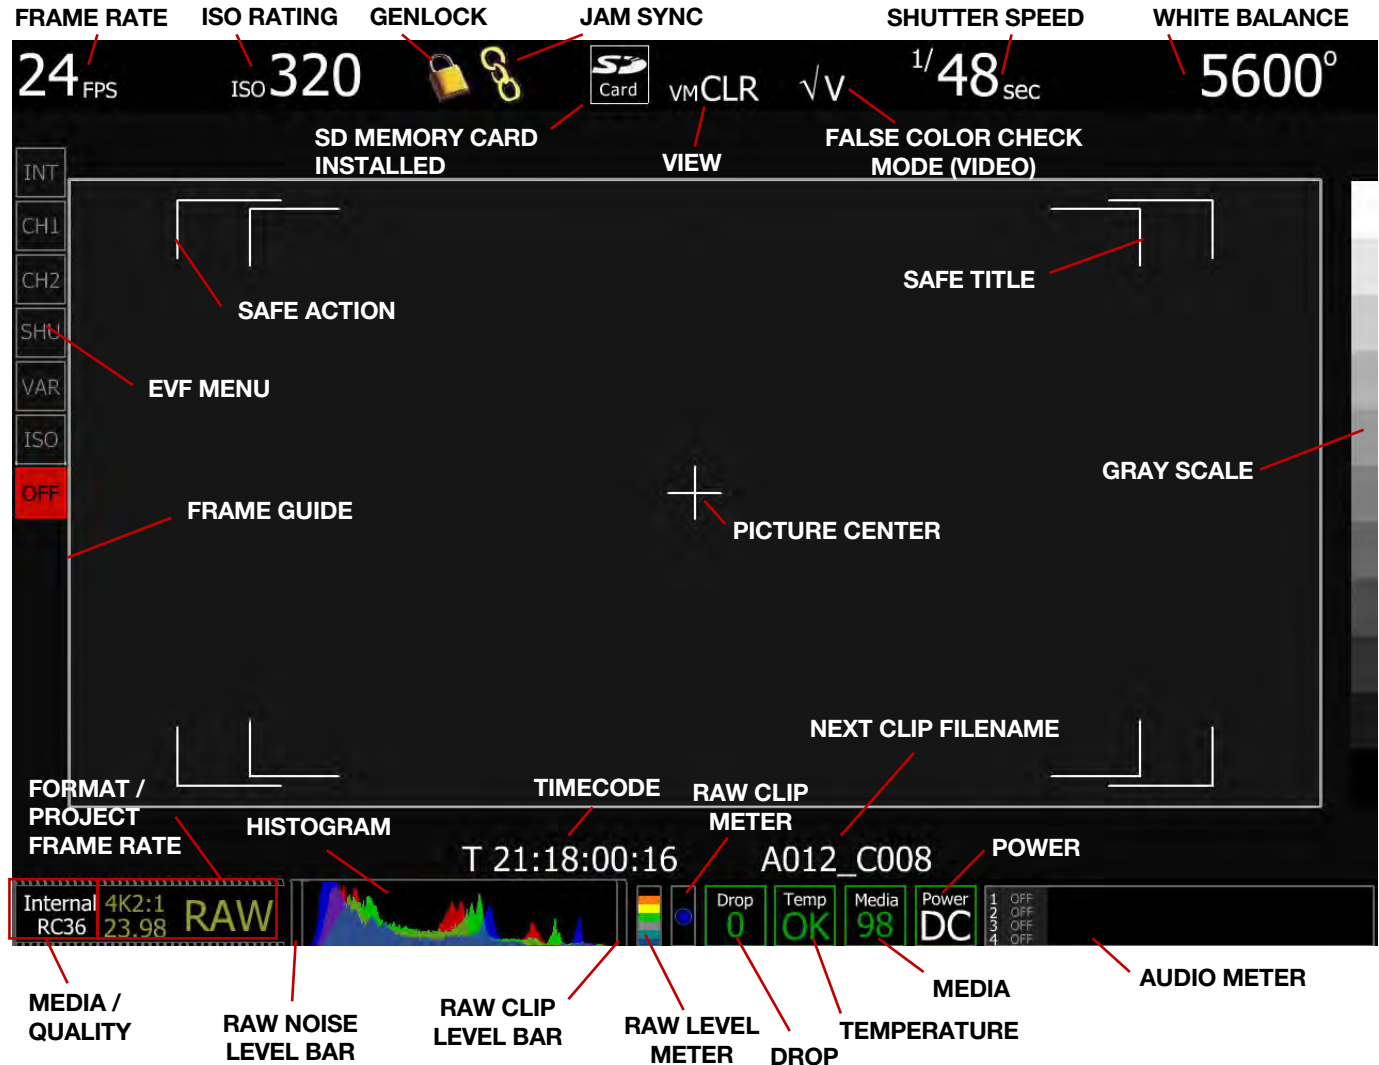 FRAME RATE
ISO RATING
GENLOCK
JAM SYNC
SHUTTER SPEED
WHITE BALANCE
24 FPS
ISO 320
SD Card
VM CLR
√ V
1/48 sec
5600°
SD MEMORY CARD
INSTALLED
VIEW
FALSE COLOR CHECK
MODE (VIDEO)
INT
CH1
CH2
SHU
VAR
ISO
OFF
SAFE ACTION
SAFE TITLE
EVF MENU
GRAY SCALE
FRAME GUIDE
PICTURE CENTER
NEXT CLIP FILENAME
FORMAT /
PROJECT
FRAME RATE
HISTOGRAM
TIMECODE
RAW CLIP
METER
POWER
T 21:18:00:16
A012_C008
Internal
RC36
4K2:1
23.98
RAW
Drop
0
Temp
OK
Media
98
Power
DC
1 OFF
2 OFF
3 OFF
4 OFF
MEDIA /
QUALITY
RAW NOISE
LEVEL BAR
RAW CLIP
LEVEL BAR
RAW LEVEL
METER
DROP
TEMPERATURE
MEDIA
AUDIO METER